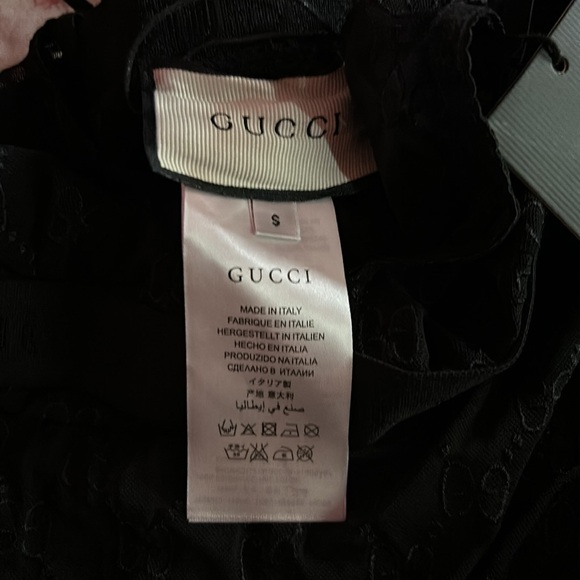 GUCCI
S
GUCCI
MADE IN ITALY
FABRIQUE EN ITALIE
HERGESTELLT IN ITALIEN
HECHO EN ITALIA
PRODUZIDO NA ITALIA
СДЕЛАНО В ИТАЛИИ
イタリア製
产地 意大利
صنع في إيطاليا